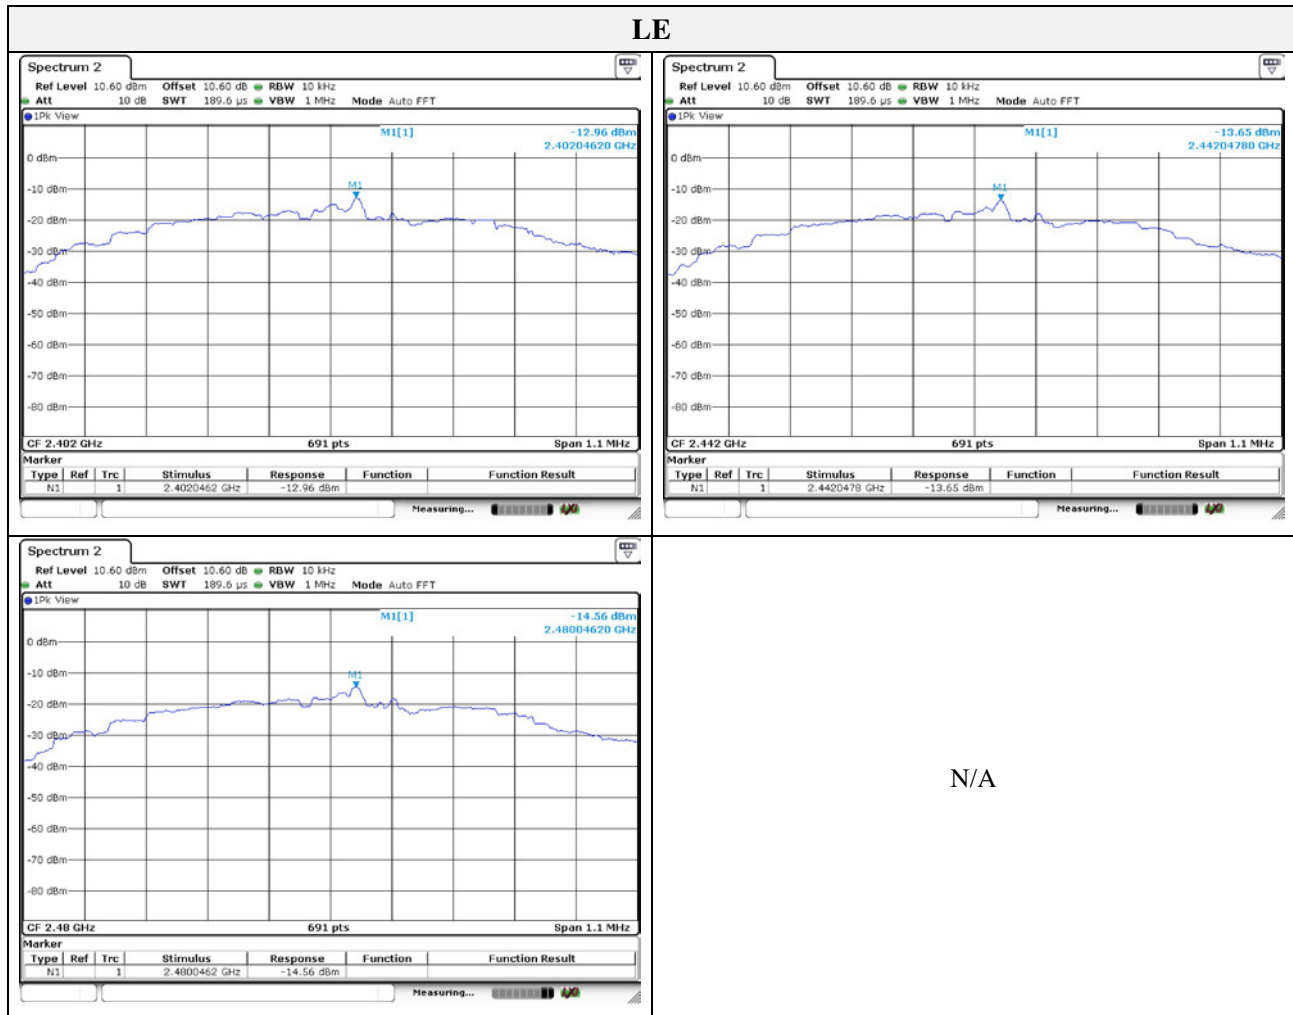 LE
Spectrum 2
Ref Level 10.60 dBm Offset 10.60 dB RBW 10 kHz
Att 10 dB SWT 189.6 µs VBW 1 MHz Mode Auto FFT
1Pk View
M1[1] -12.96 dBm
2.40204620 GHz
0 dBm
M1
-10 dBm
-20 dBm
-30 dBm
-40 dBm
-50 dBm
-60 dBm
-70 dBm
-80 dBm
CF 2.402 GHz 691 pts Span 1.1 MHz
Marker
Type Ref Trc Stimulus Response Function Function Result
N1 1 2.4020462 GHz -12.96 dBm
Measuring...
Spectrum 2
Ref Level 10.60 dBm Offset 10.60 dB RBW 10 kHz
Att 10 dB SWT 189.6 µs VBW 1 MHz Mode Auto FFT
1Pk View
M1[1] -13.65 dBm
2.44204780 GHz
0 dBm
M1
-10 dBm
-20 dBm
-30 dBm
-40 dBm
-50 dBm
-60 dBm
-70 dBm
-80 dBm
CF 2.442 GHz 691 pts Span 1.1 MHz
Marker
Type Ref Trc Stimulus Response Function Function Result
N1 1 2.4420478 GHz -13.65 dBm
Measuring...
Spectrum 2
Ref Level 10.60 dBm Offset 10.60 dB RBW 10 kHz
Att 10 dB SWT 189.6 µs VBW 1 MHz Mode Auto FFT
1Pk View
M1[1] -14.56 dBm
2.48004620 GHz
0 dBm
M1
-10 dBm
-20 dBm
-30 dBm
-40 dBm
-50 dBm
-60 dBm
-70 dBm
-80 dBm
CF 2.48 GHz 691 pts Span 1.1 MHz
Marker
Type Ref Trc Stimulus Response Function Function Result
N1 1 2.4800462 GHz -14.56 dBm
Measuring...
N/A